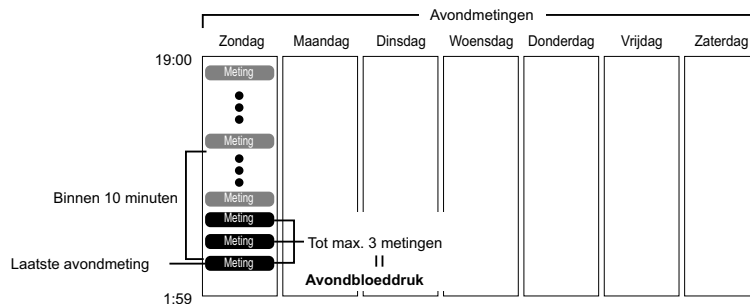 Avondmetingen
Zondag Maandag Dinsdag Woensdag Donderdag Vrijdag Zaterdag
19:00
Meting
Meting
Binnen 10 minuten
Meting
Meting
Meting
Tot max. 3 metingen
Laatste avondmeting
Meting
Avondbloeddruk
1:59